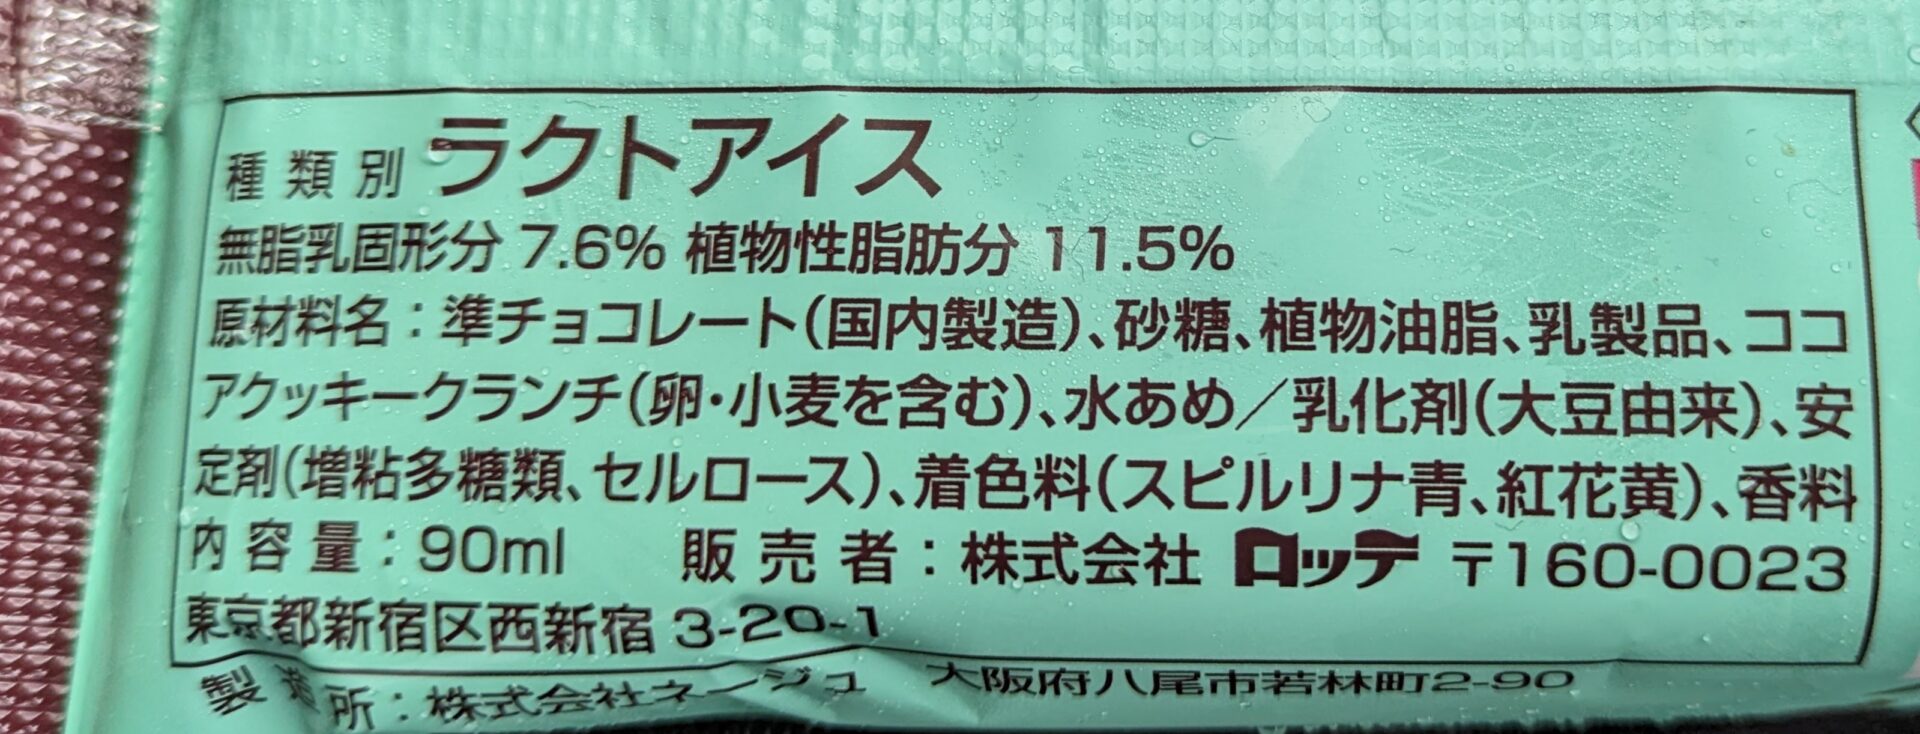 種類別 ラクトアイス
無脂乳固形分 7.6% 植物性脂肪分 11.5%
原材料名：準チョコレート(国内製造)、砂糖、植物油脂、乳製品、ココ
アクッキークランチ(卵・小麦を含む)、水あめ／乳化剤(大豆由来)、安
定剤(増粘多糖類、セルロース)、着色料(スピルリナ青、紅花黄)、香料
内容量：90ml 販売者：株式会社 ロッテ 〒160-0023
東京都新宿区西新宿 3-20-1
製造所：株式会社ネージュ 大阪府八尾市若林町2-90